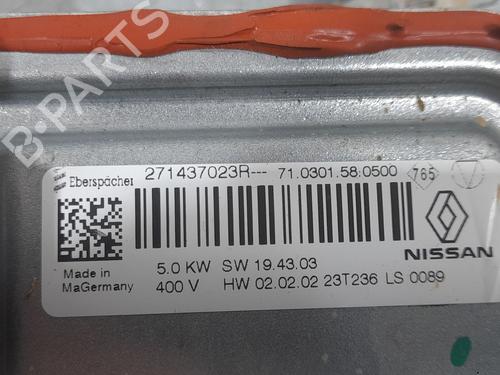 B-PARTS
Eberspächer 271437023R--- 71.0301.58.0500 765
NISSAN
Made in
MaGermany
5.0 KW SW 19.43.03
400 V HW 02.02.02 23T236 LS 0089